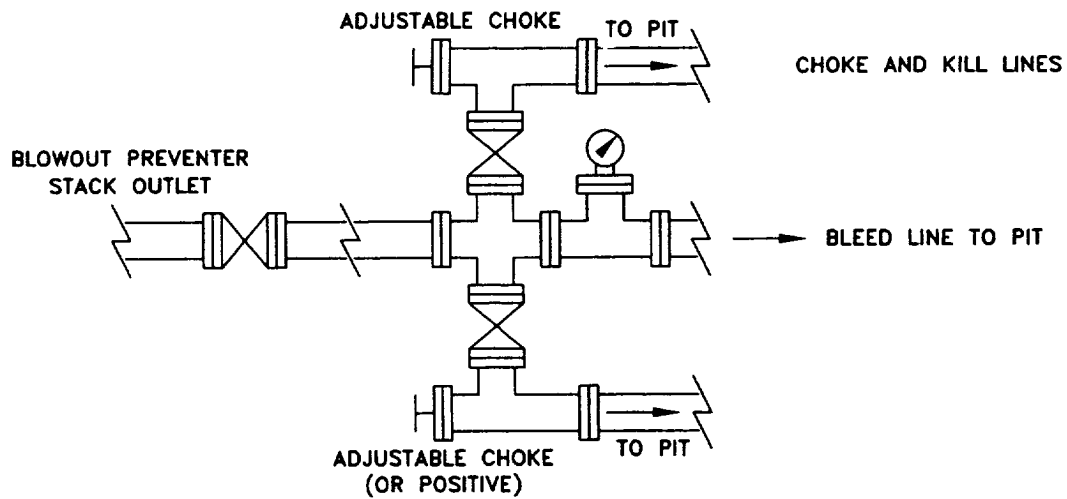 ADJUSTABLE CHOKE
TO PIT
CHOKE AND KILL LINES
BLOWOUT PREVENTER
STACK OUTLET
BLEED LINE TO PIT
TO PIT
ADJUSTABLE CHOKE
(OR POSITIVE)